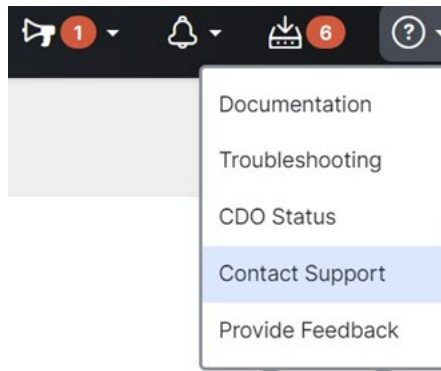 1
6
?
Documentation
Troubleshooting
CDO Status
Contact Support
Provide Feedback